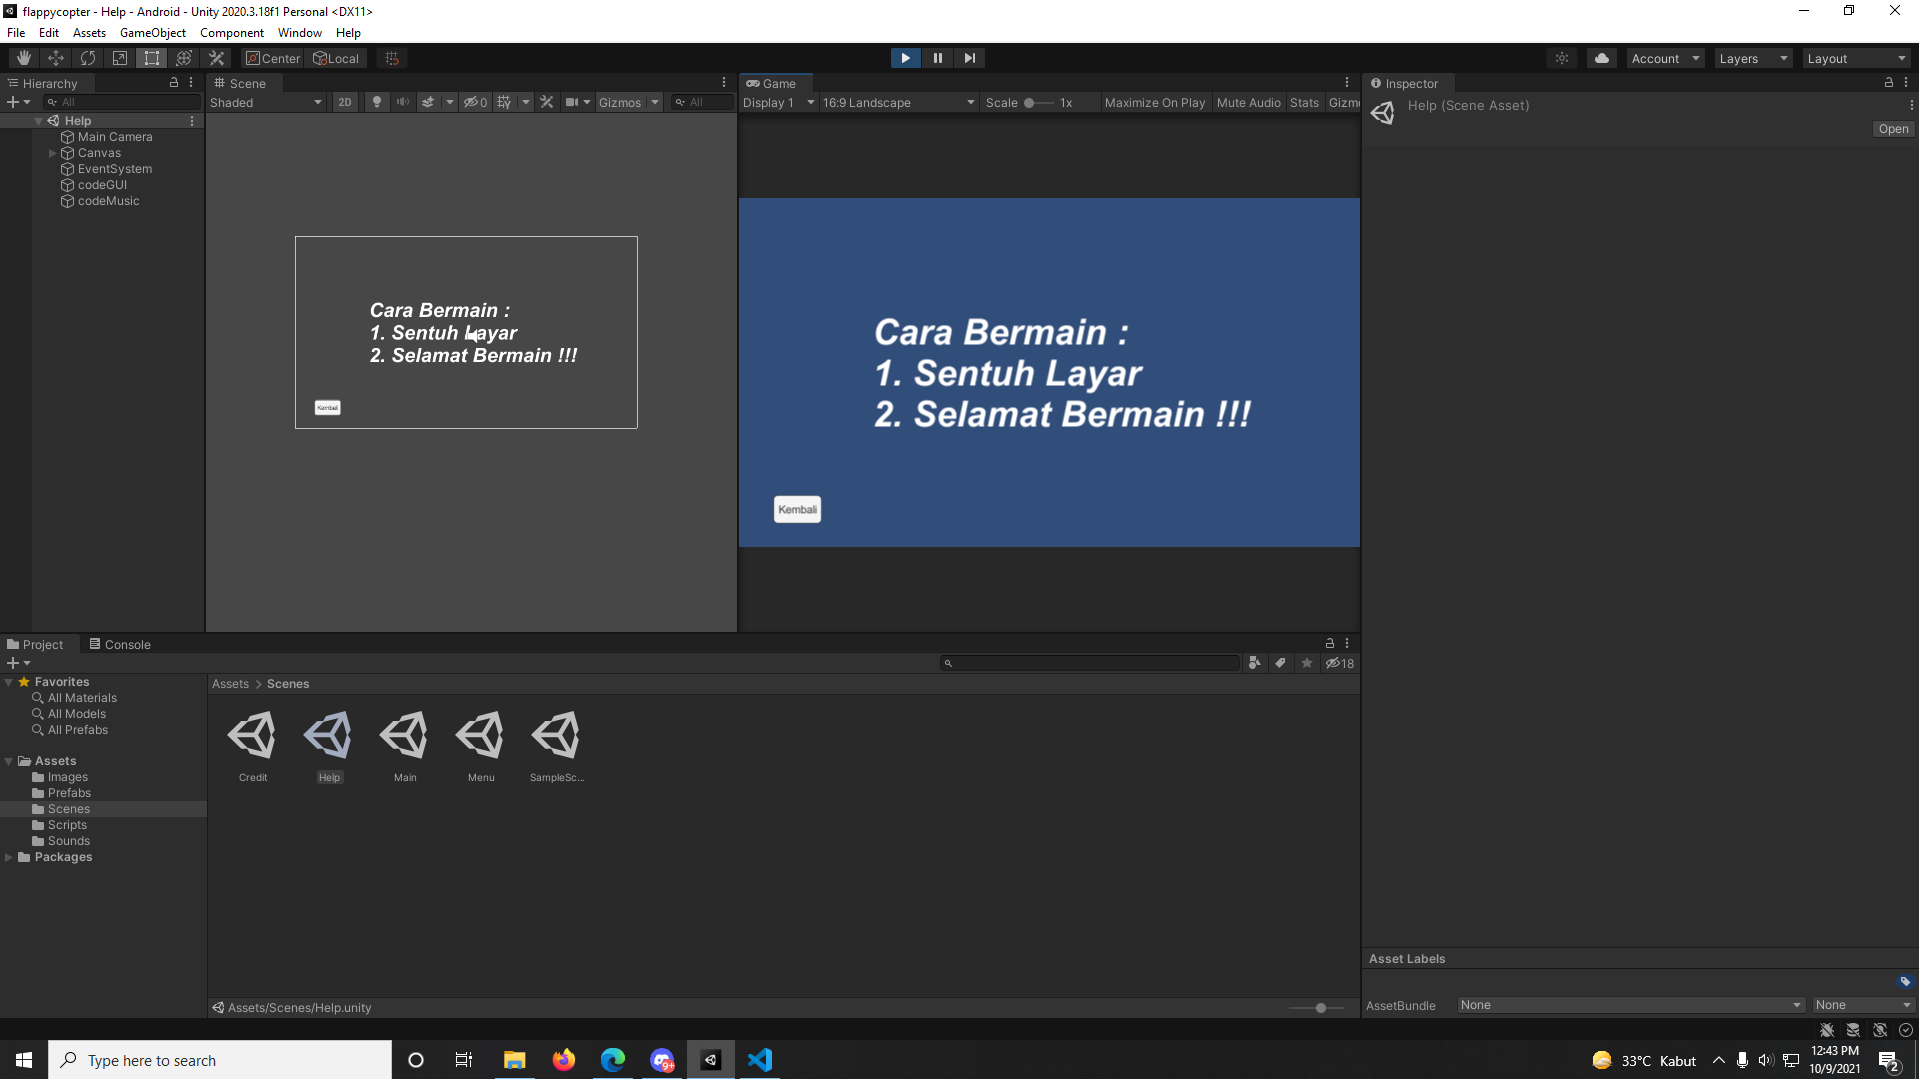 flappycopter - Help - Android - Unity 2020.3.18f1 Personal <DX11>
File Edit Assets GameObject Component Window Help
Center Local
Account Layers Layout
Hierarchy
All
Help
Main Camera
Canvas
EventSystem
codeGUI
codeMusic
Scene
Shaded 2D 0 Gizmos All
Cara Bermain :
1. Sentuh Layar
2. Selamat Bermain !!!
Kembali
Game
Display 1 16:9 Landscape Scale 1x Maximize On Play Mute Audio Stats Gizm
Cara Bermain :
1. Sentuh Layar
2. Selamat Bermain !!!
Kembali
Inspector
Help (Scene Asset)
Open
Project Console
18
Favorites
All Materials
All Models
All Prefabs
Assets
Images
Prefabs
Scenes
Scripts
Sounds
Packages
Assets > Scenes
Credit Help Main Menu SampleSc...
Assets/Scenes/Help.unity
Asset Labels
AssetBundle None None
Type here to search
9+
33°C Kabut
12:43 PM
10/9/2021
2